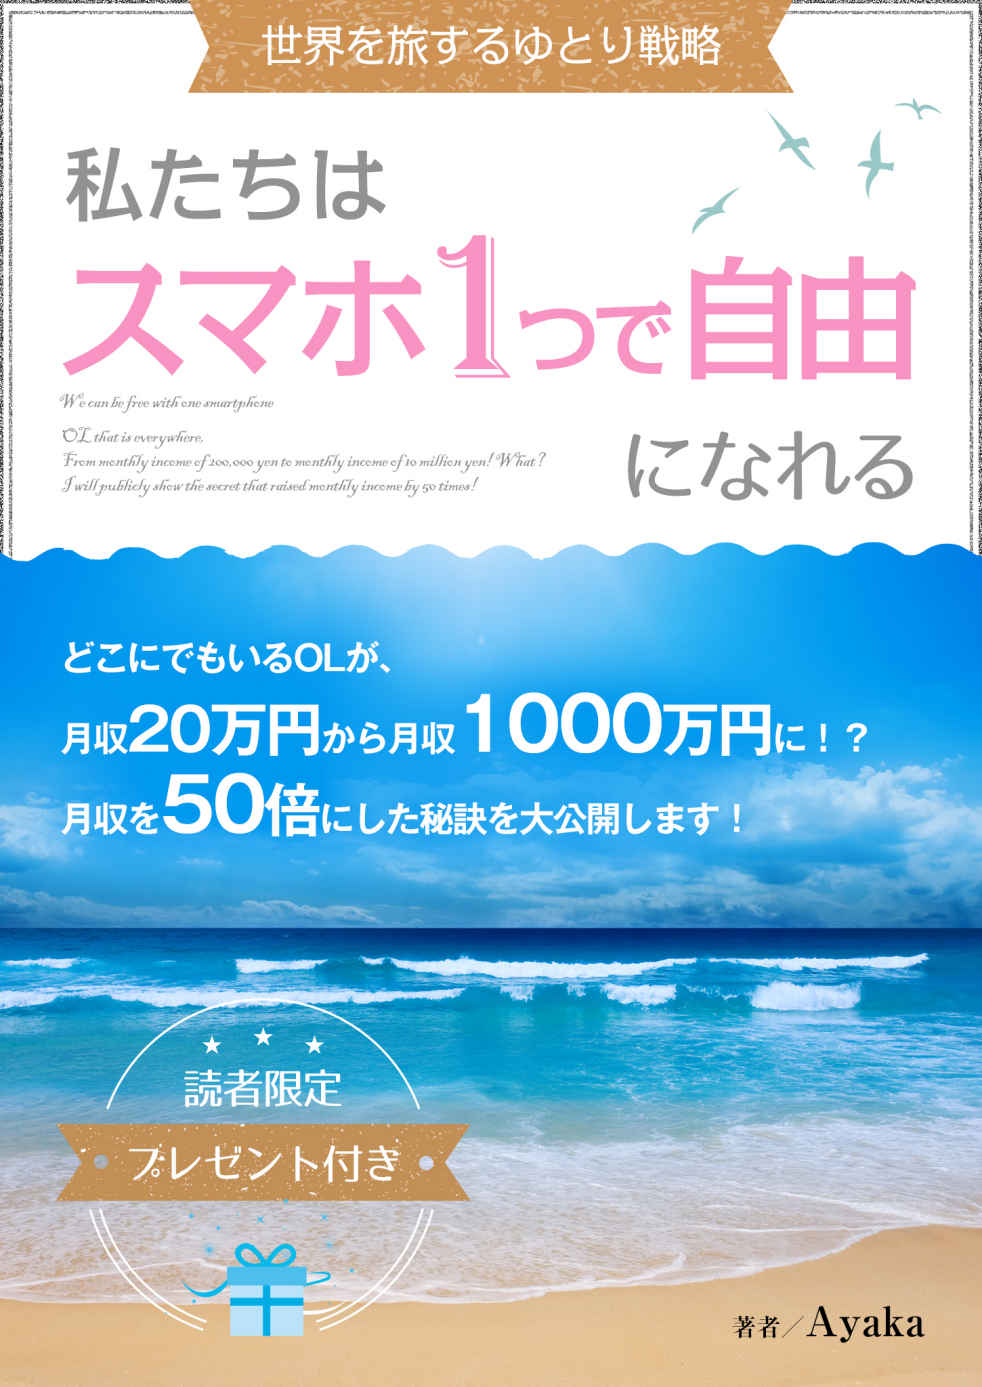 世界を旅するゆとり戦略
私たちは
スマホ1つで自由
We can be free with one smartphone
OL that is everywhere.
From monthly income of 200,000 yen to monthly income of 10 million yen! What?
I will publicly show the secret that raised monthly income by 50 times!
になれる
どこにでもいるOLが、
月収20万円から月収1000万円に！？
月収を50倍にした秘訣を大公開します！
読者限定
プレゼント付き
著者／Ayaka